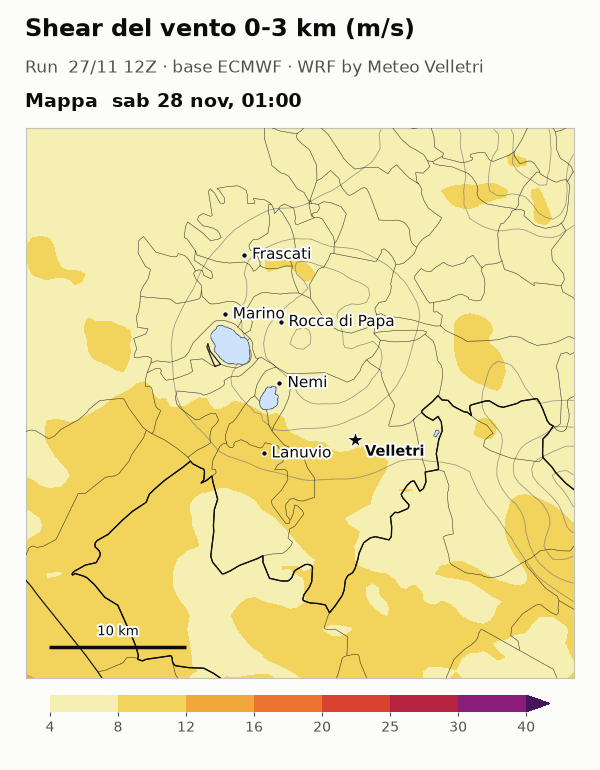 Shear del vento 0-3 km (m/s)
Run  27/11 12Z · base ECMWF · WRF by Meteo Velletri
Mappa  sab 28 nov, 01:00
Frascati
Marino
Rocca di Papa
Nemi
Velletri
Lanuvio
10 km
4 8 12 16 20 25 30 40